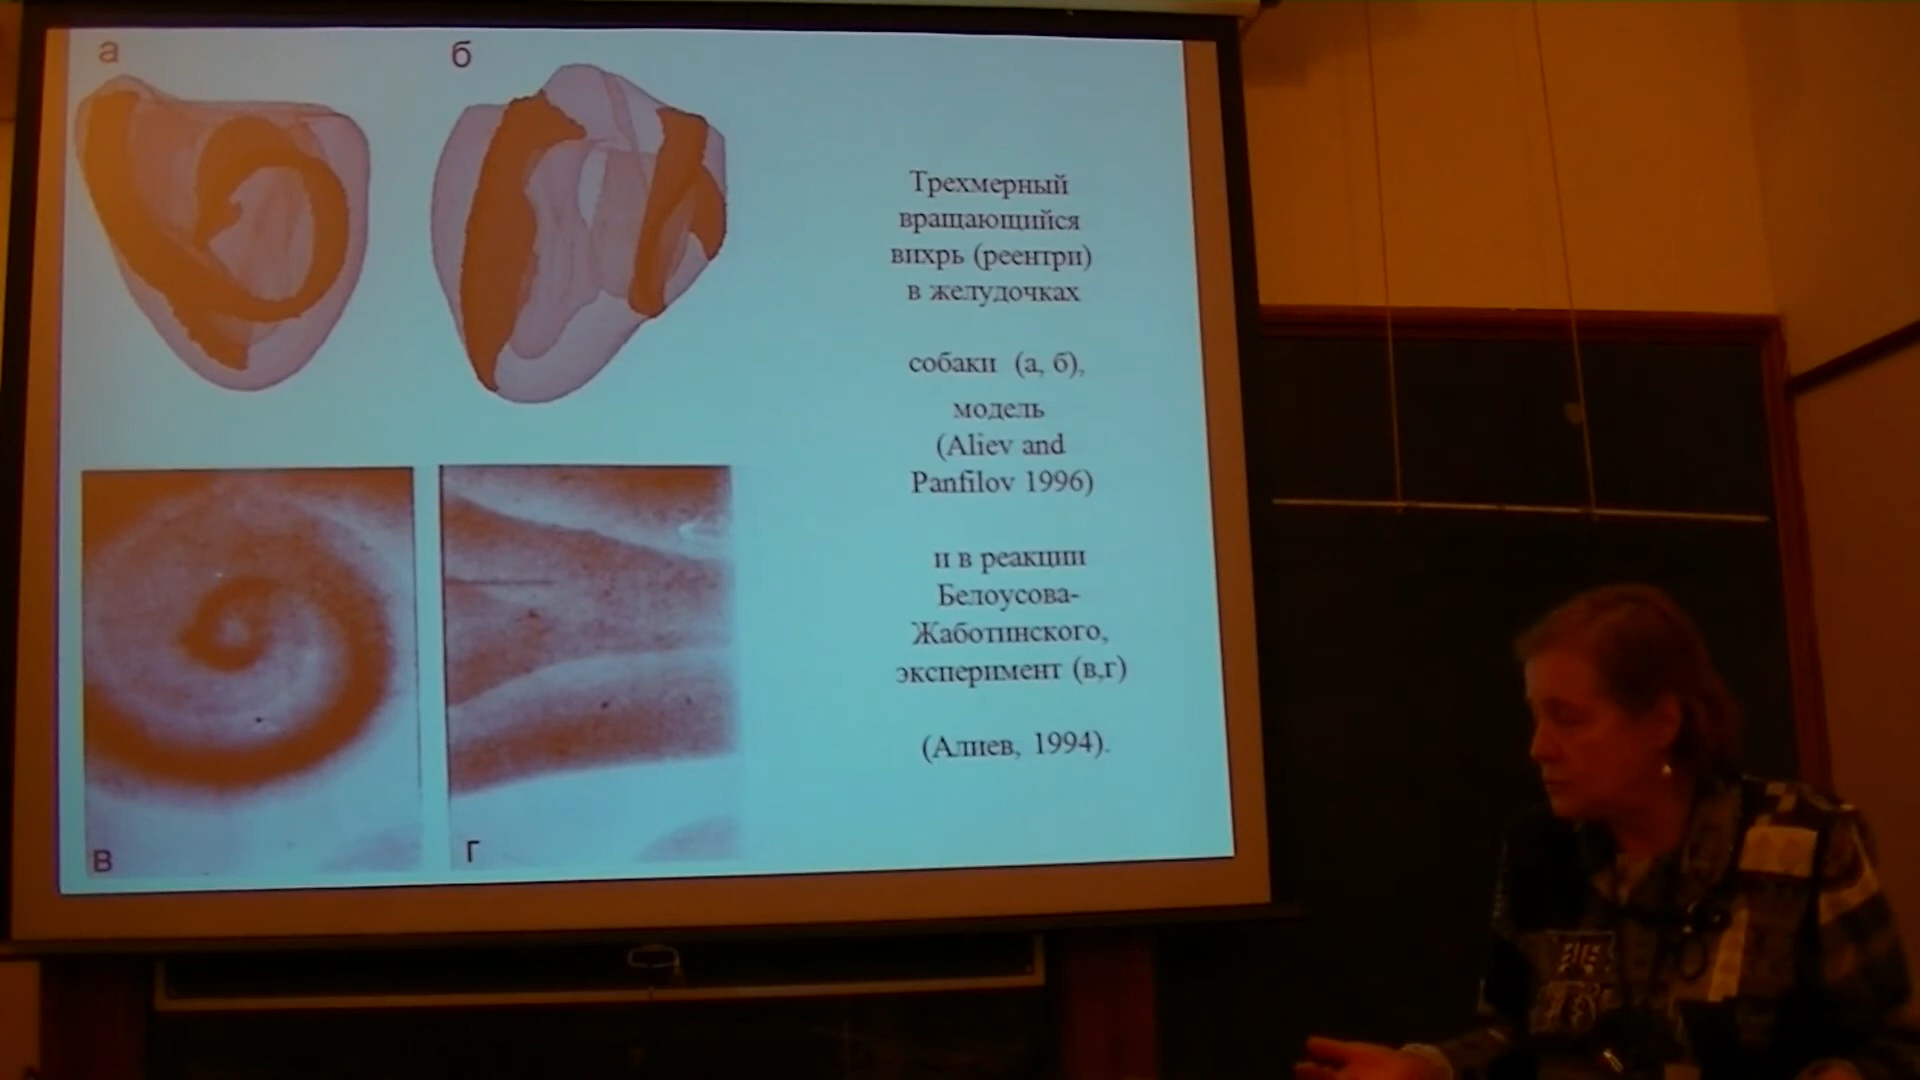 а
б
Трехмерный
вращающийся
вихрь (реентри)
в желудочках
собаки (а, б),
модель
(Aliev and
Panfilov 1996)
и в реакции
Белоусова-
Жаботинского,
эксперимент (в,г)
(Алиев, 1994).
в
г